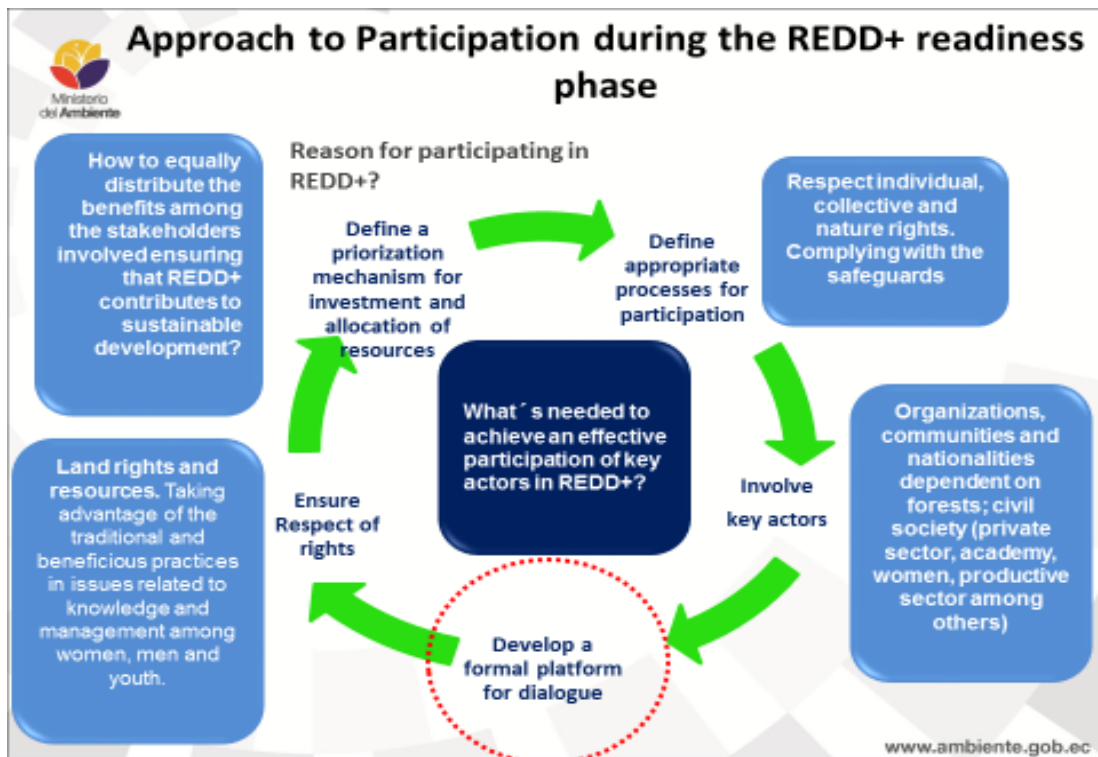 Approach to Participation during the REDD+ readiness
phase
Ministerio
del Ambiente
How to equally
distribute the
benefits among
the stakeholders
involved ensuring
that REDD+
contributes to
sustainable
development?
Reason for participating in
REDD+?
Define a
priorization
mechanism for
investment and
allocation of
resources
Define
appropriate
processes for
participation
Respect individual,
collective and
nature rights.
Complying with the
safeguards
What´s needed to
achieve an effective
participation of key
actors in REDD+?
Land rights and
resources. Taking
advantage of the
traditional and
beneficious practices
in issues related to
knowledge and
management among
women, men and
youth.
Ensure
Respect of
rights
Involve
key actors
Organizations,
communities and
nationalities
dependent on
forests; civil
society (private
sector, academy,
women, productive
sector among
others)
Develop a
formal platform
for dialogue
www.ambiente.gob.ec